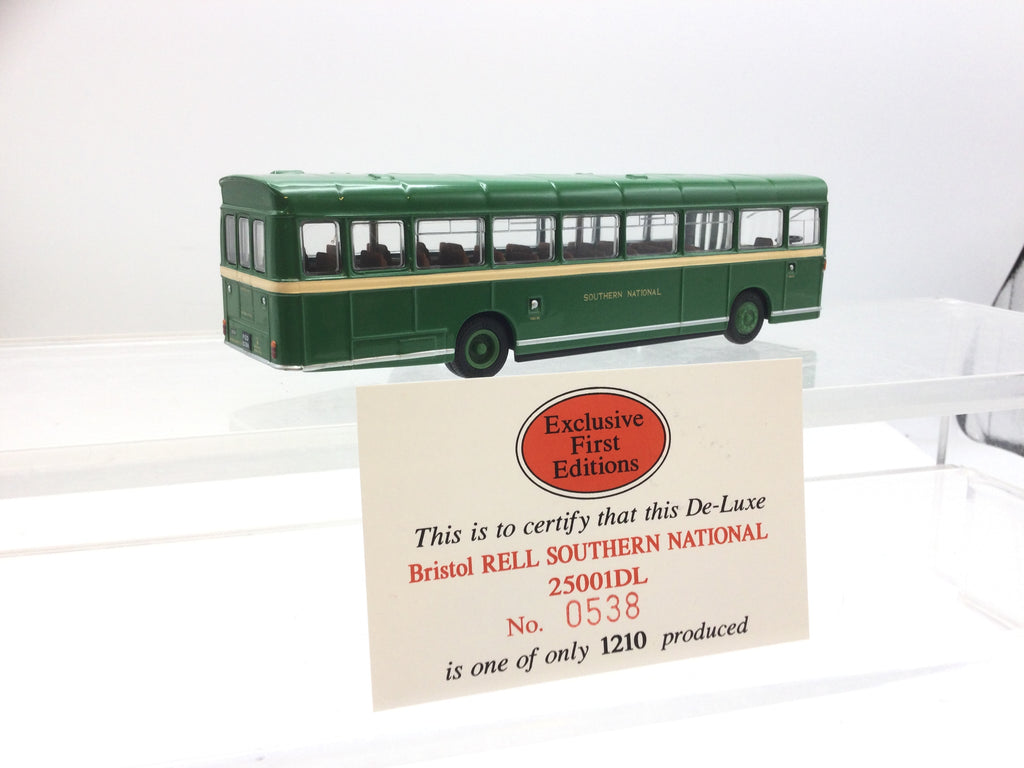 SOUTHERN NATIONAL
Exclusive
First
Editions
This is to certify that this De-Luxe
Bristol RELL SOUTHERN NATIONAL
25001DL
No. 0538
is one of only 1210 produced